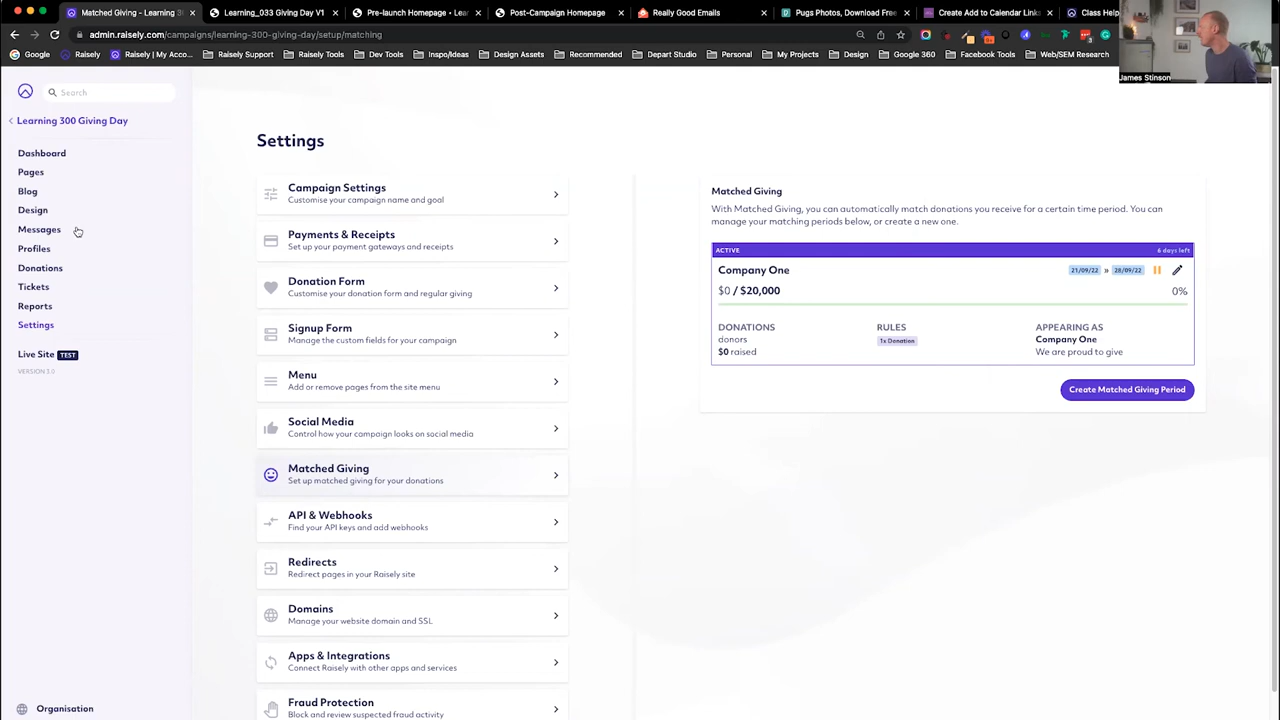 Matched Giving - Learning 3
Learning_033 Giving Day V1
Pre-launch Homepage • Lear
Post-Campaign Homepage
Really Good Emails
Pugs Photos, Download Free
Create Add to Calendar Links
Class Help
admin.raisely.com/campaigns/learning-300-giving-day/setup/matching
Google
Raisely
Raisely | My Acco...
Raisely Support
Raisely Tools
Design
Inspo/Ideas
Design Assets
Recommended
Depart Studio
Personal
My Projects
Design
Google 360
Facebook Tools
Web/SEM Research
James Stinson
Search
Learning 300 Giving Day
Dashboard
Pages
Blog
Design
Messages
Profiles
Donations
Tickets
Reports
Settings
Live Site TEST
VERSION 3.0
Organisation
Settings
Campaign Settings
Customise your campaign name and goal
Payments & Receipts
Set up your payment gateways and receipts
Donation Form
Customise your donation form and regular giving
Signup Form
Manage the custom fields for your campaign
Menu
Add or remove pages from the site menu
Social Media
Control how your campaign looks on social media
Matched Giving
Set up matched giving for your donations
API & Webhooks
Find your API keys and add webhooks
Redirects
Redirect pages in your Raisely site
Domains
Manage your website domain and SSL
Apps & Integrations
Connect Raisely with other apps and services
Fraud Protection
Block and review suspected fraud activity
Matched Giving
With Matched Giving, you can automatically match donations you receive for a certain time period. You can
manage your matching periods below, or create a new one.
ACTIVE
6 days left
Company One
21/09/22 » 28/09/22
$0 / $20,000
0%
DONATIONS
donors
$0 raised
RULES
1x Donation
APPEARING AS
Company One
We are proud to give
Create Matched Giving Period